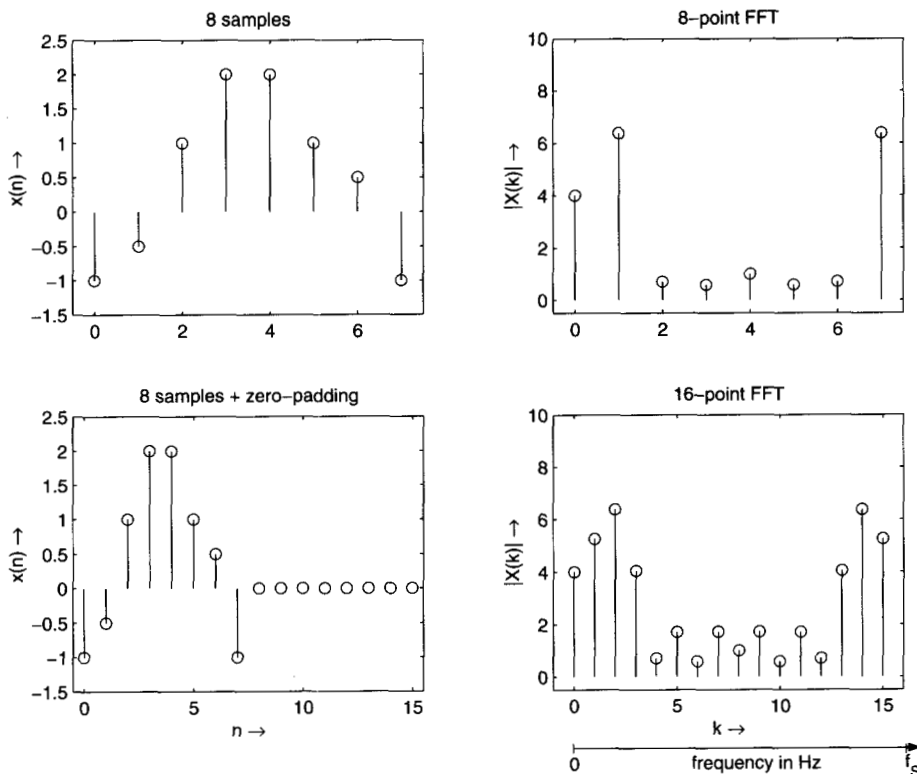 8 samples
2.5
2
1.5
1
0.5
0
−0.5
−1
−1.5
x(n) →
0 2 4 6
8−point FFT
10
8
6
4
2
0
|X(k)| →
0 2 4 6
8 samples + zero−padding
2.5
2
1.5
1
0.5
0
−0.5
−1
−1.5
x(n) →
0 5 10 15
n →
16−point FFT
10
8
6
4
2
0
|X(k)| →
0 5 10 15
k →
0 frequency in Hz fs